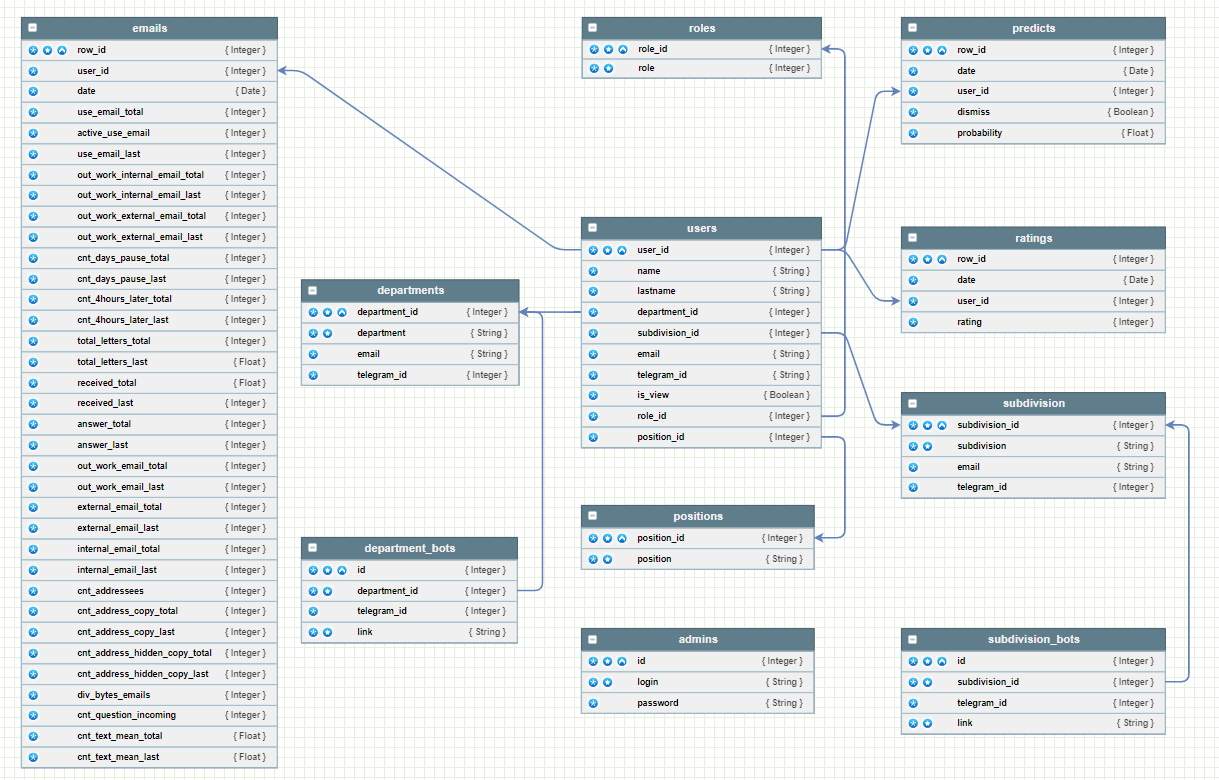 emails
row_id { Integer }
user_id { Integer }
date { Date }
use_email_total { Integer }
active_use_email { Integer }
use_email_last { Integer }
out_work_internal_email_total { Integer }
out_work_internal_email_last { Integer }
out_work_external_email_total { Integer }
out_work_external_email_last { Integer }
cnt_days_pause_total { Integer }
cnt_days_pause_last { Integer }
cnt_4hours_later_total { Integer }
cnt_4hours_later_last { Integer }
total_letters_total { Integer }
total_letters_last { Float }
received_total { Float }
received_last { Integer }
answer_total { Integer }
answer_last { Integer }
out_work_email_total { Integer }
out_work_email_last { Integer }
external_email_total { Integer }
external_email_last { Integer }
internal_email_total { Integer }
internal_email_last { Integer }
cnt_addressees { Integer }
cnt_address_copy_total { Integer }
cnt_address_copy_last { Integer }
cnt_address_hidden_copy_total { Integer }
cnt_address_hidden_copy_last { Integer }
div_bytes_emails { Integer }
cnt_question_incoming { Integer }
cnt_text_mean_total { Float }
cnt_text_mean_last { Float }
departments
department_id { Integer }
department { String }
email { String }
telegram_id { Integer }
department_bots
id { Integer }
department_id { Integer }
telegram_id { Integer }
link { String }
roles
role_id { Integer }
role { Integer }
users
user_id { Integer }
name { String }
lastname { String }
department_id { Integer }
subdivision_id { Integer }
email { String }
telegram_id { String }
is_view { Boolean }
role_id { Integer }
position_id { Integer }
positions
position_id { Integer }
position { String }
admins
id { Integer }
login { String }
password { String }
predicts
row_id { Integer }
date { Date }
user_id { Integer }
dismiss { Boolean }
probability { Float }
ratings
row_id { Integer }
date { Date }
user_id { Integer }
rating { Integer }
subdivision
subdivision_id { Integer }
subdivision { String }
email { String }
telegram_id { Integer }
subdivision_bots
id { Integer }
subdivision_id { Integer }
telegram_id { Integer }
link { String }